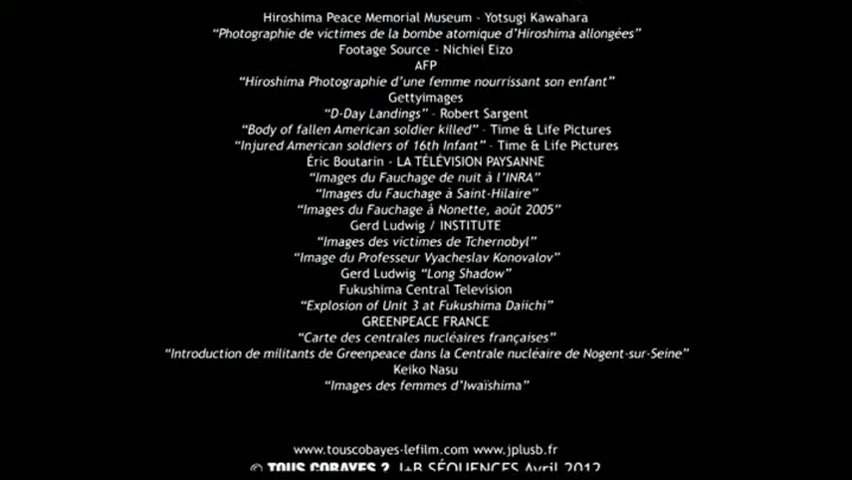 Hiroshima Peace Memorial Museum - Yotsugi Kawahara
“Photographie de victimes de la bombe atomique d’Hiroshima allongées”
Footage Source - Nichiei Eizo
AFP
“Hiroshima Photographie d’une femme nourrissant son enfant”
Gettyimages
“D-Day Landings” - Robert Sargent
“Body of fallen American soldier killed” - Time & Life Pictures
“Injured American soldiers of 16th Infant” - Time & Life Pictures
Éric Boutarin - LA TÉLÉVISION PAYSANNE
“Images du Fauchage de nuit à l’INRA”
“Images du Fauchage à Saint-Hilaire”
“Images du Fauchage à Nonette, août 2005”
Gerd Ludwig / INSTITUTE
“Images des victimes de Tchernobyl”
“Image du Professeur Vyacheslav Konovalov”
Gerd Ludwig “Long Shadow”
Fukushima Central Television
“Explosion of Unit 3 at Fukushima Daiichi”
GREENPEACE FRANCE
“Carte des centrales nucléaires françaises”
“Introduction de militants de Greenpeace dans la Centrale nucléaire de Nogent-sur-Seine”
Keiko Nasu
“Images des femmes d’Iwaïshima”
www.touscobayes-lefilm.com www.jplusb.fr
© TOUS COBAYES ? J+B SÉQUENCES Avril 2012